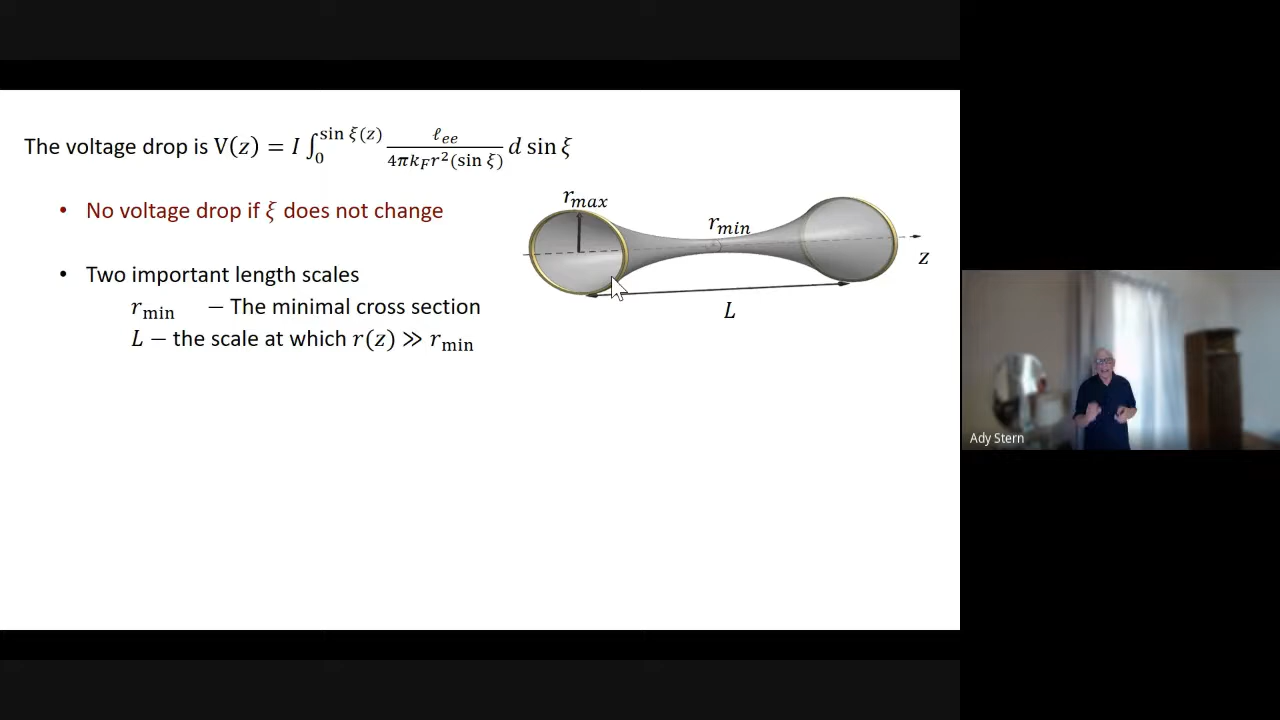 The voltage drop is V(z) = I ∫₀^{sin ξ(z)} ℓ_ee / (4πk_F r²(sin ξ)) d sin ξ
• No voltage drop if ξ does not change
• Two important length scales
r_min – The minimal cross section
L – the scale at which r(z) ≫ r_min
r_max
r_min
z
L
Ady Stern